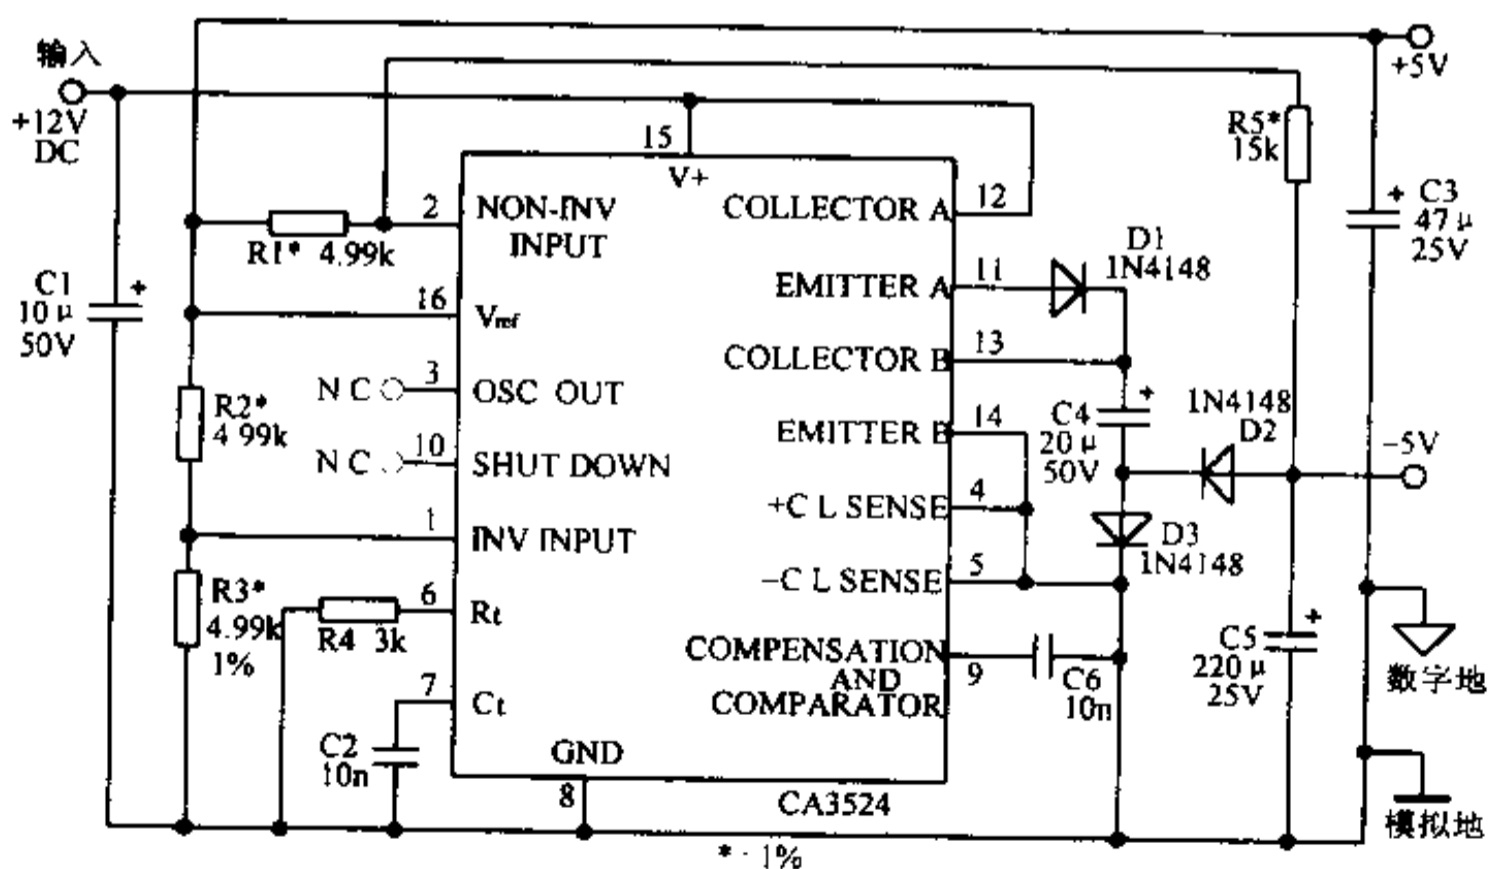 输入
+12V
DC
+5V
15
V+
R5*
15k
2
NON-INV
INPUT
COLLECTOR A
12
R1* 4.99k
C3
47μ
25V
+
D1
1N4148
EMITTER A
11
C1
10μ
50V
+
16
Vref
COLLECTOR B
13
N C
3
OSC OUT
R2*
4.99k
EMITTER B
14
C4
20μ
50V
+
1N4148
D2
-5V
N C
10
SHUT DOWN
+C L SENSE
4
1
INV INPUT
D3
1N4148
-C L SENSE
5
R3*
4.99k
1%
6
Rt
R4 3k
COMPENSATION
AND
COMPARATOR
9
C6
10n
C5
220μ
25V
+
数字地
7
Ct
C2
10n
GND
8
CA3524
模拟地
*-1%